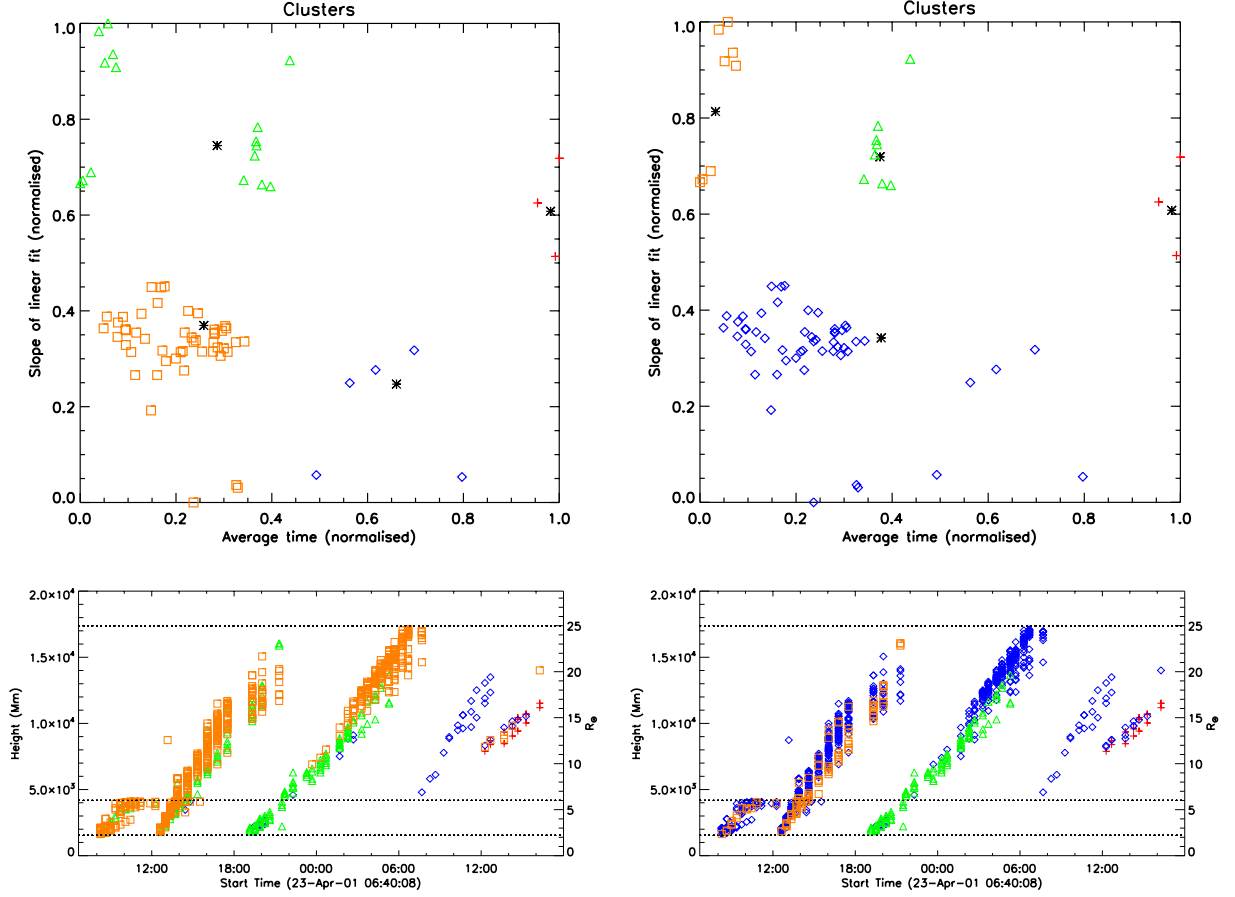 Clusters
1.0
0.8
0.6
0.4
0.2
0.0
Slope of linear fit (normalised)
0.0 0.2 0.4 0.6 0.8 1.0
Average time (normalised)
Clusters
1.0
0.8
0.6
0.4
0.2
0.0
Slope of linear fit (normalised)
0.0 0.2 0.4 0.6 0.8 1.0
Average time (normalised)
2.0×10⁴
1.5×10⁴
1.0×10⁴
5.0×10³
0
Height (Mm)
25
20
15
10
5
0
R⊙
12:00 18:00 00:00 06:00 12:00
Start Time (23-Apr-01 06:40:08)
2.0×10⁴
1.5×10⁴
1.0×10⁴
5.0×10³
0
Height (Mm)
25
20
15
10
5
0
R⊙
12:00 18:00 00:00 06:00 12:00
Start Time (23-Apr-01 06:40:08)